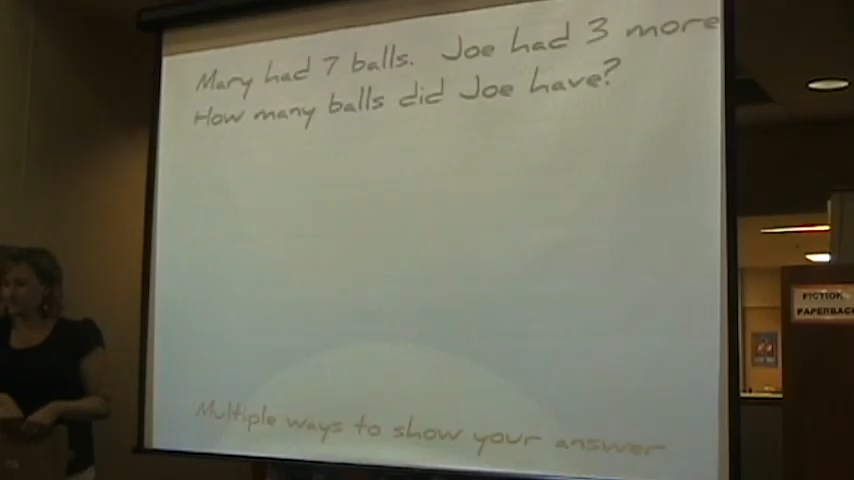 Mary had 7 balls. Joe had 3 more
How many balls did Joe have?
Multiple ways to show your answer
FICTION
PAPERBACK